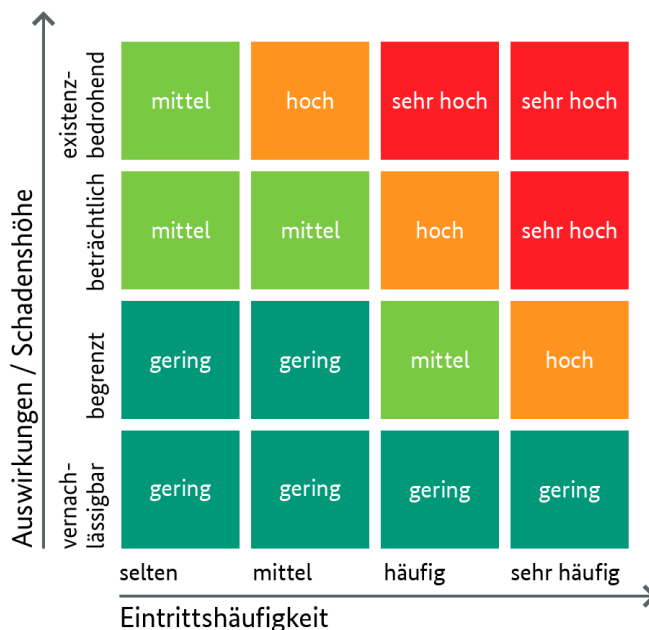 Auswirkungen / Schadenshöhe
existenz-
bedrohend
mittel
hoch
sehr hoch
sehr hoch
beträchtlich
mittel
mittel
hoch
sehr hoch
begrenzt
gering
gering
mittel
hoch
vernach-
lässigbar
gering
gering
gering
gering
selten
mittel
häufig
sehr häufig
Eintrittshäufigkeit